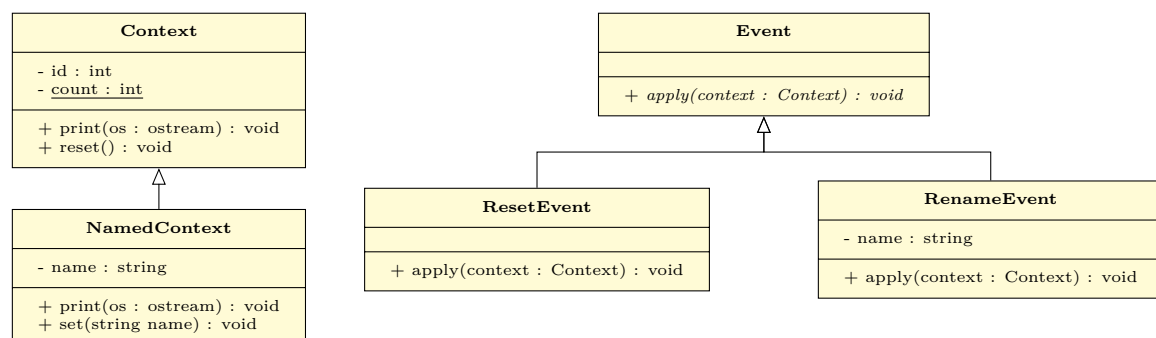 Context
- id : int
- count : int
+ print(os : ostream) : void
+ reset() : void
NamedContext
- name : string
+ print(os : ostream) : void
+ set(string name) : void
Event
+ apply(context : Context) : void
ResetEvent
+ apply(context : Context) : void
RenameEvent
- name : string
+ apply(context : Context) : void